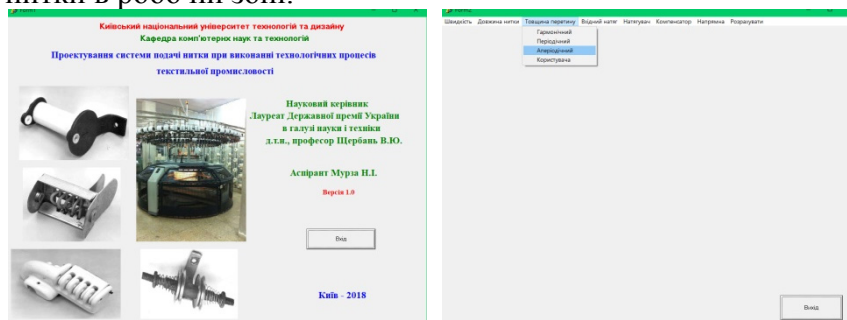 нитки в робочій зоні.
Київський національний університет технологій та дизайну
Кафедра комп'ютерних наук та технологій
Проектування системи подачі нитки при виконанні технологічних процесів
текстильної промисловості
Науковий керівник
Лауреат Державної премії України
в галузі науки і техніки
д.т.н., професор Щербань В.Ю.
Аспірант Мурза Н.І.
Версія 1.0
Вхід
Київ - 2018
Швидкість Довжина нитки Товщина перетину Вхідний натяг Натягувач Компенсатор Напрямна Розрахувати
Гармонічний
Періодичний
Аперіодичний
Користувача
Вихід